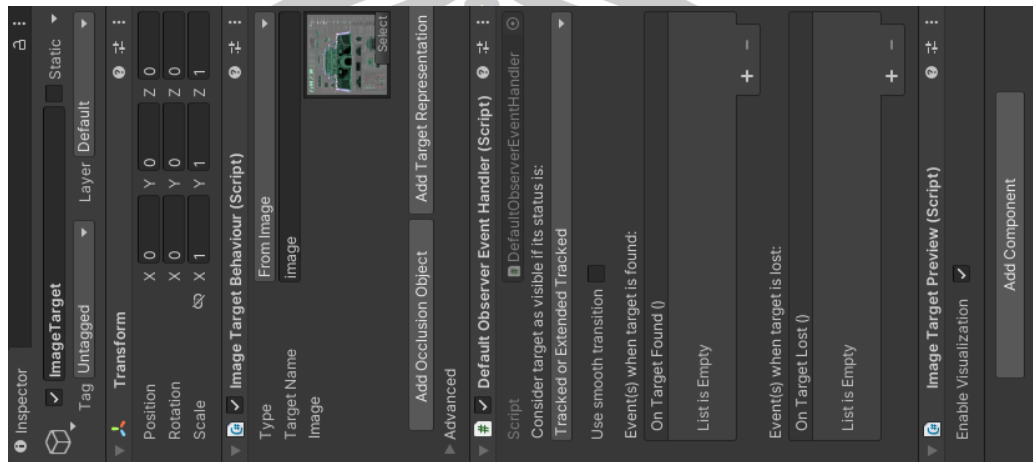 Inspector
ImageTarget Static
Tag Untagged Layer Default
Transform
Position X 0 Y 0 Z 0
Rotation X 0 Y 0 Z 0
Scale X 1 Y 1 Z 1
Image Target Behaviour (Script)
Type From Image
Target Name image
Image
Select
Add Occlusion Object Add Target Representation
Advanced
# Default Observer Event Handler (Script)
Script # DefaultObserverEventHandler
Consider target as visible if its status is:
Tracked or Extended Tracked
Use smooth transition
Event(s) when target is found:
On Target Found ()
List is Empty
+ −
Event(s) when target is lost:
On Target Lost ()
List is Empty
+ −
Image Target Preview (Script)
Enable Visualization
Add Component